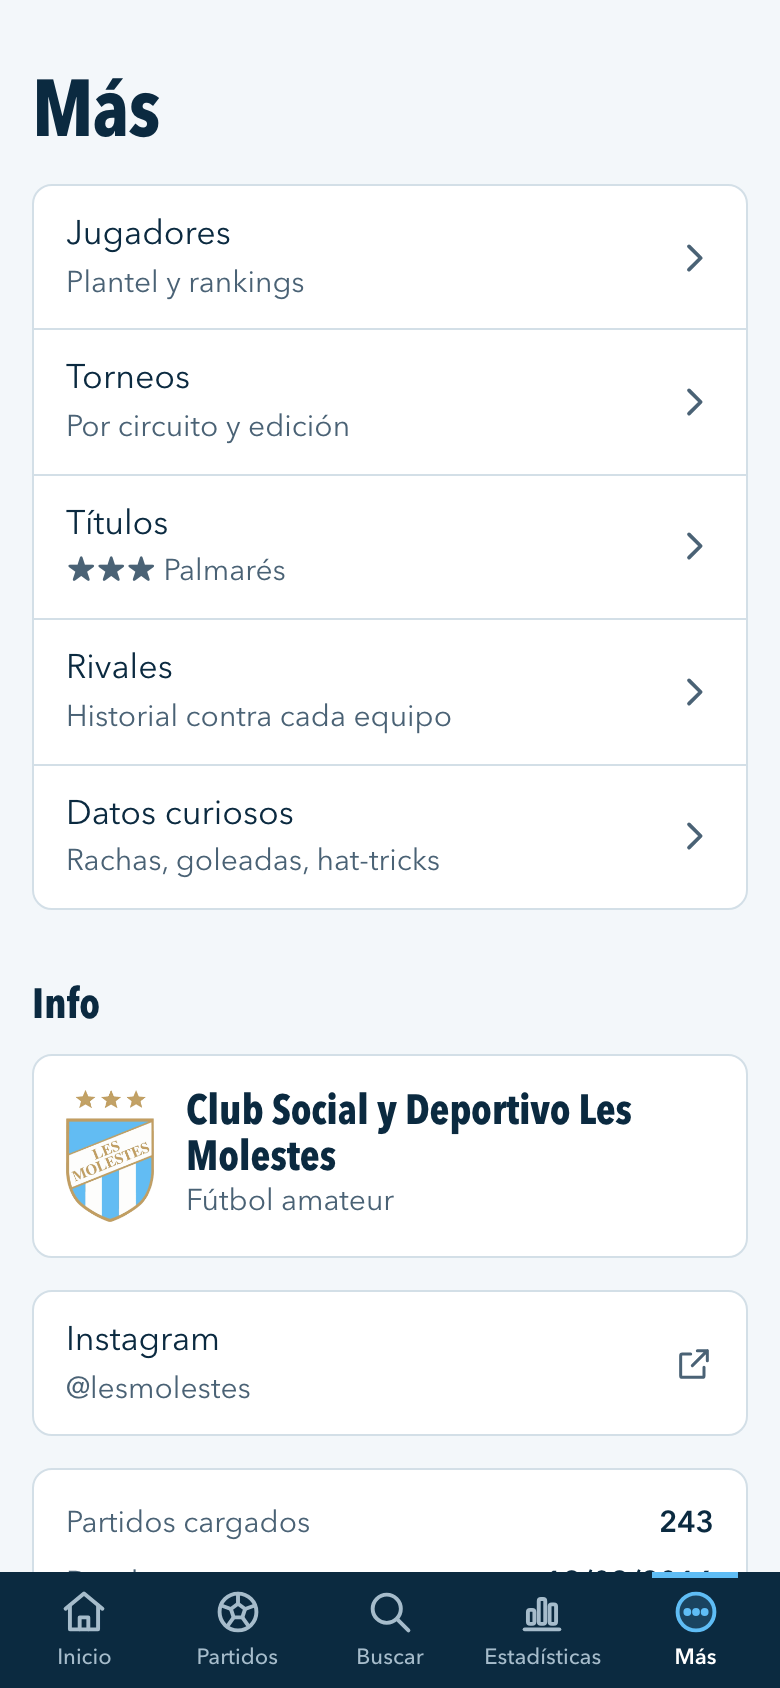 Más
Jugadores
Plantel y rankings
Torneos
Por circuito y edición
Títulos
★★★ Palmarés
Rivales
Historial contra cada equipo
Datos curiosos
Rachas, goleadas, hat-tricks
Info
LES
MOLESTES
Club Social y Deportivo Les
Molestes
Fútbol amateur
Instagram
@lesmolestes
Partidos cargados 243
Inicio Partidos Buscar Estadísticas Más